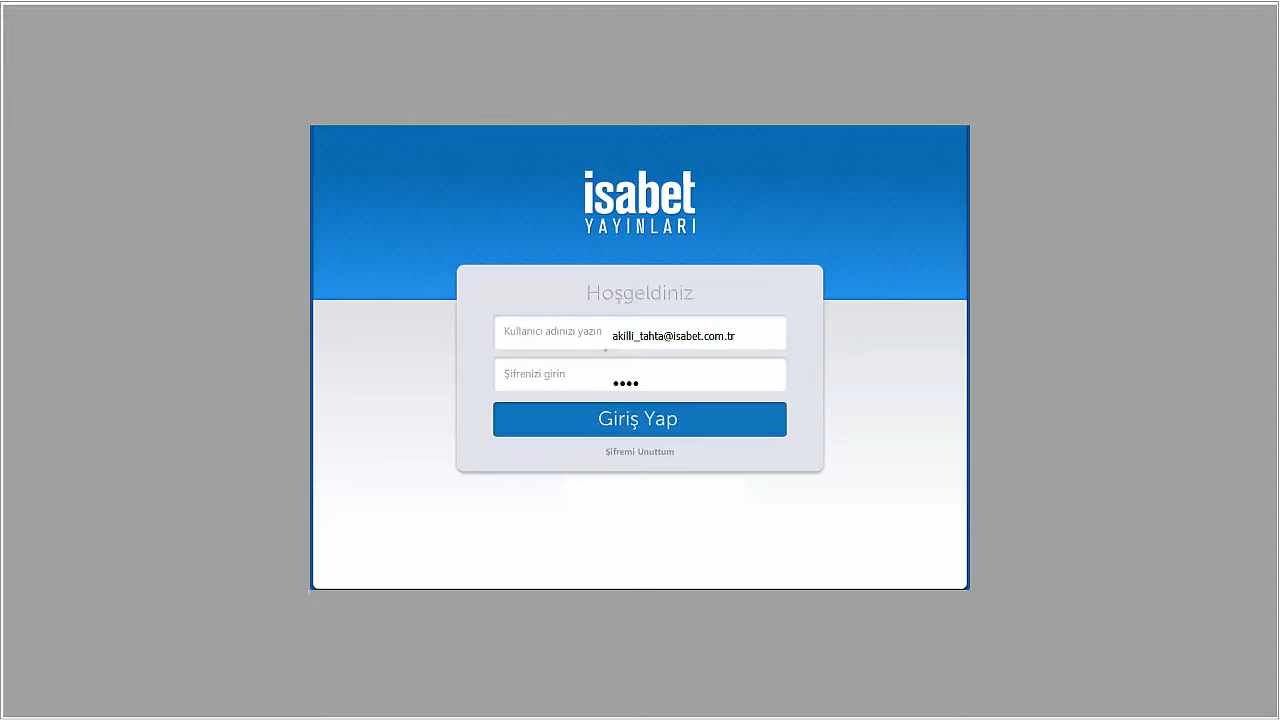 isabet
YAYINLARI
Hoşgeldiniz
Kullanıcı adınızı yazın akilli_tahta@isabet.com.tr
Şifrenizi girin ••••
Giriş Yap
Şifremi Unuttum